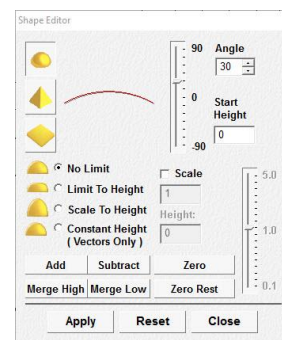 Shape Editor
90 Angle
30
0 Start
Height
0
-90
No Limit
Limit To Height
Scale To Height
Constant Height
( Vectors Only )
Scale
1
Height:
0
5.0
1.0
0.1
Add Subtract Zero
Merge High Merge Low Zero Rest
Apply Reset Close